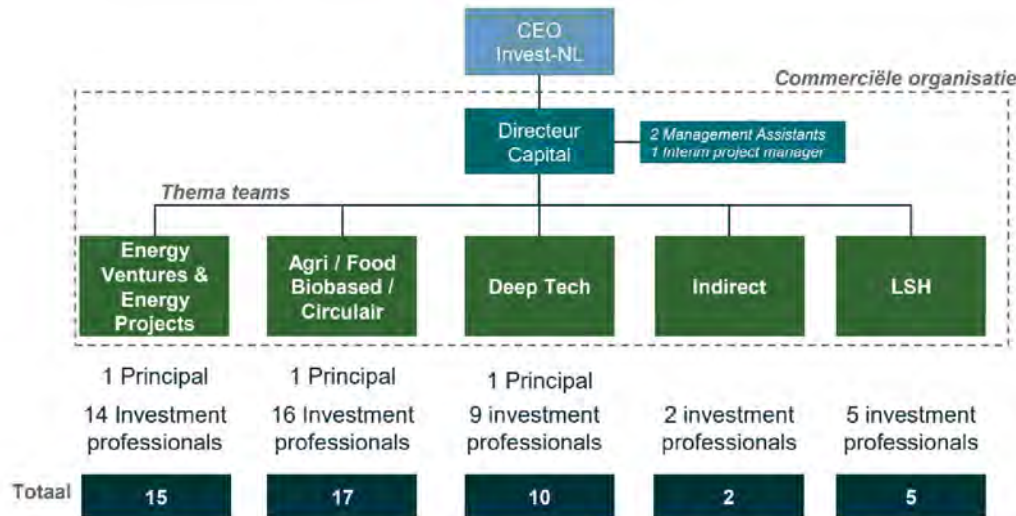 CEO
Invest-NL
Commerciële organisatie
Directeur
Capital
2 Management Assistants
1 Interim project manager
Thema teams
Energy
Ventures &
Energy
Projects
Agri / Food
Biobased /
Circulair
Deep Tech
Indirect
LSH
1 Principal
14 Investment
professionals
1 Principal
16 Investment
professionals
1 Principal
9 investment
professionals
2 investment
professionals
5 investment
professionals
Totaal
15
17
10
2
5